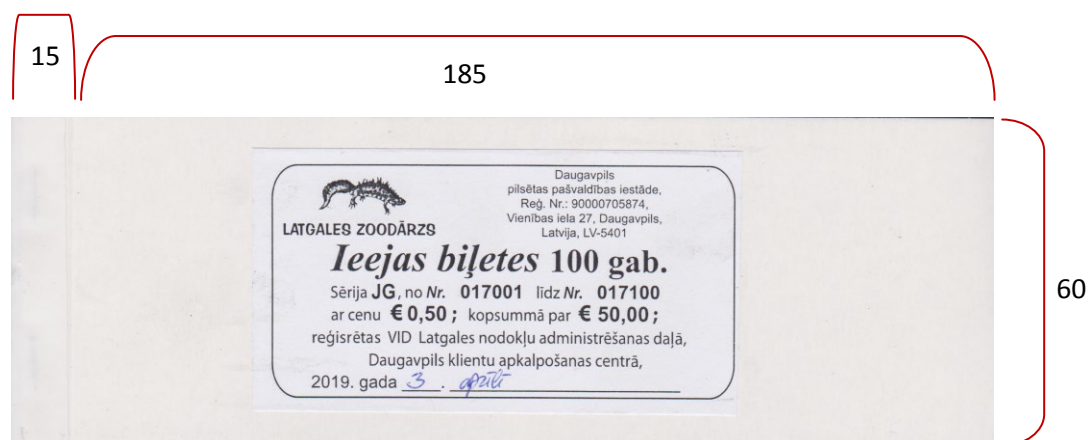 15
185
Daugavpils
pilsētas pašvaldības iestāde,
Reģ. Nr.: 90000705874,
Vienības iela 27, Daugavpils,
Latvija, LV-5401
LATGALES ZOODĀRZS
Ieejas biļetes 100 gab.
Sērija JG, no Nr. 017001 līdz Nr. 017100
ar cenu € 0,50 ; kopsummā par € 50,00 ;
reģisrētas VID Latgales nodokļu administrēšanas daļā,
Daugavpils klientu apkalpošanas centrā,
2019. gada 3. aprīlī
60